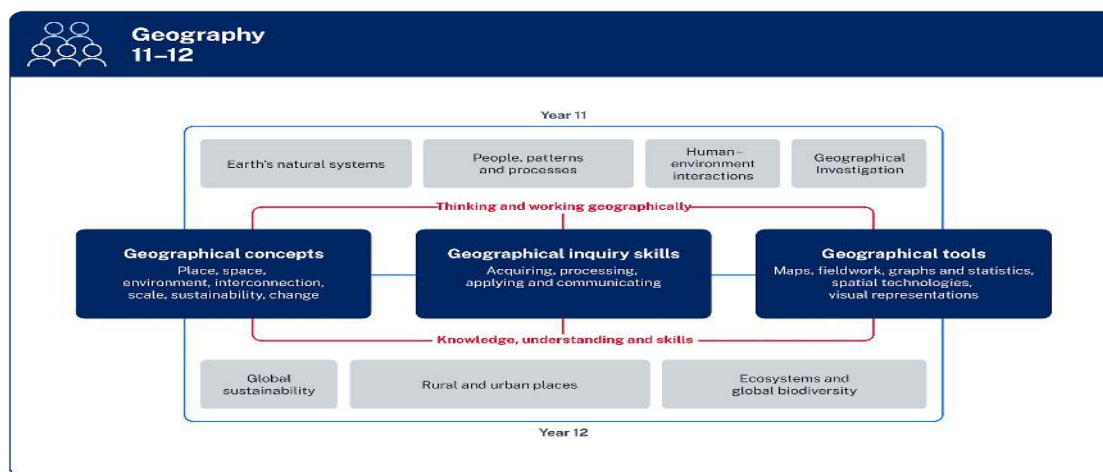 Geography
11–12
Year 11
Earth's natural systems
People, patterns
and processes
Human–
environment
interactions
Geographical
Investigation
Thinking and working geographically
Geographical concepts
Place, space,
environment, interconnection,
scale, sustainability, change
Geographical inquiry skills
Acquiring, processing,
applying and communicating
Geographical tools
Maps, fieldwork, graphs and statistics,
spatial technologies,
visual representations
Knowledge, understanding and skills
Global
sustainability
Rural and urban places
Ecosystems and
global biodiversity
Year 12